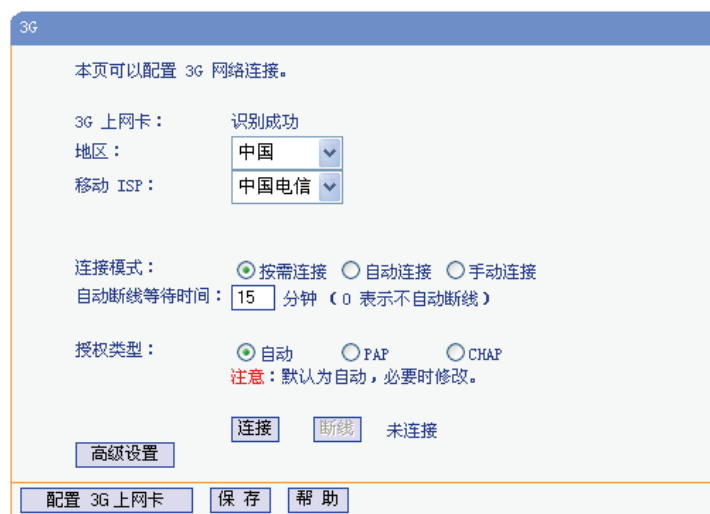 3G
本页可以配置 3G 网络连接。
3G 上网卡： 识别成功
地区： 中国
移动 ISP： 中国电信
连接模式： 按需连接 自动连接 手动连接
自动断线等待时间： 15 分钟 （0 表示不自动断线）
授权类型： 自动 PAP CHAP
注意：默认为自动，必要时修改。
连接 断线 未连接
高级设置
配置 3G 上网卡 保 存 帮 助